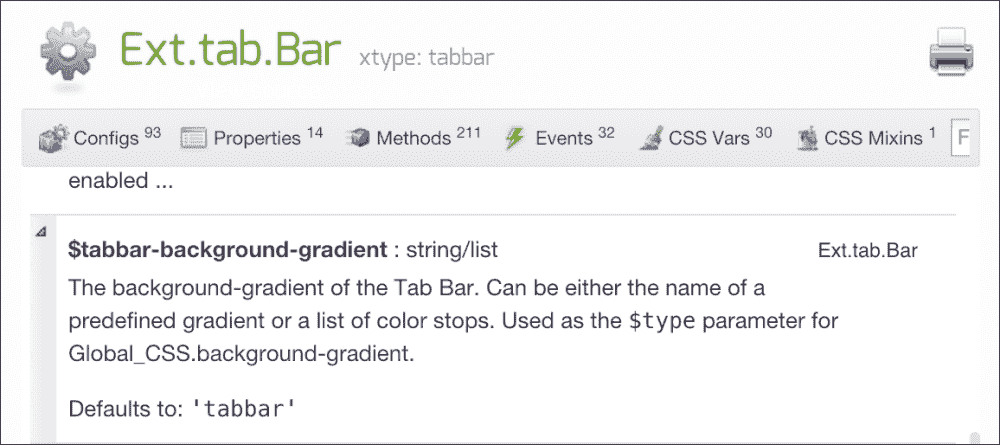 Ext.tab.Bar xtype: tabbar
Configs 93 Properties 14 Methods 211 Events 32 CSS Vars 30 CSS Mixins 1 F
enabled ...
$tabbar-background-gradient : string/list Ext.tab.Bar
The background-gradient of the Tab Bar. Can be either the name of a
predefined gradient or a list of color stops. Used as the $type parameter for
Global_CSS.background-gradient.
Defaults to: 'tabbar'